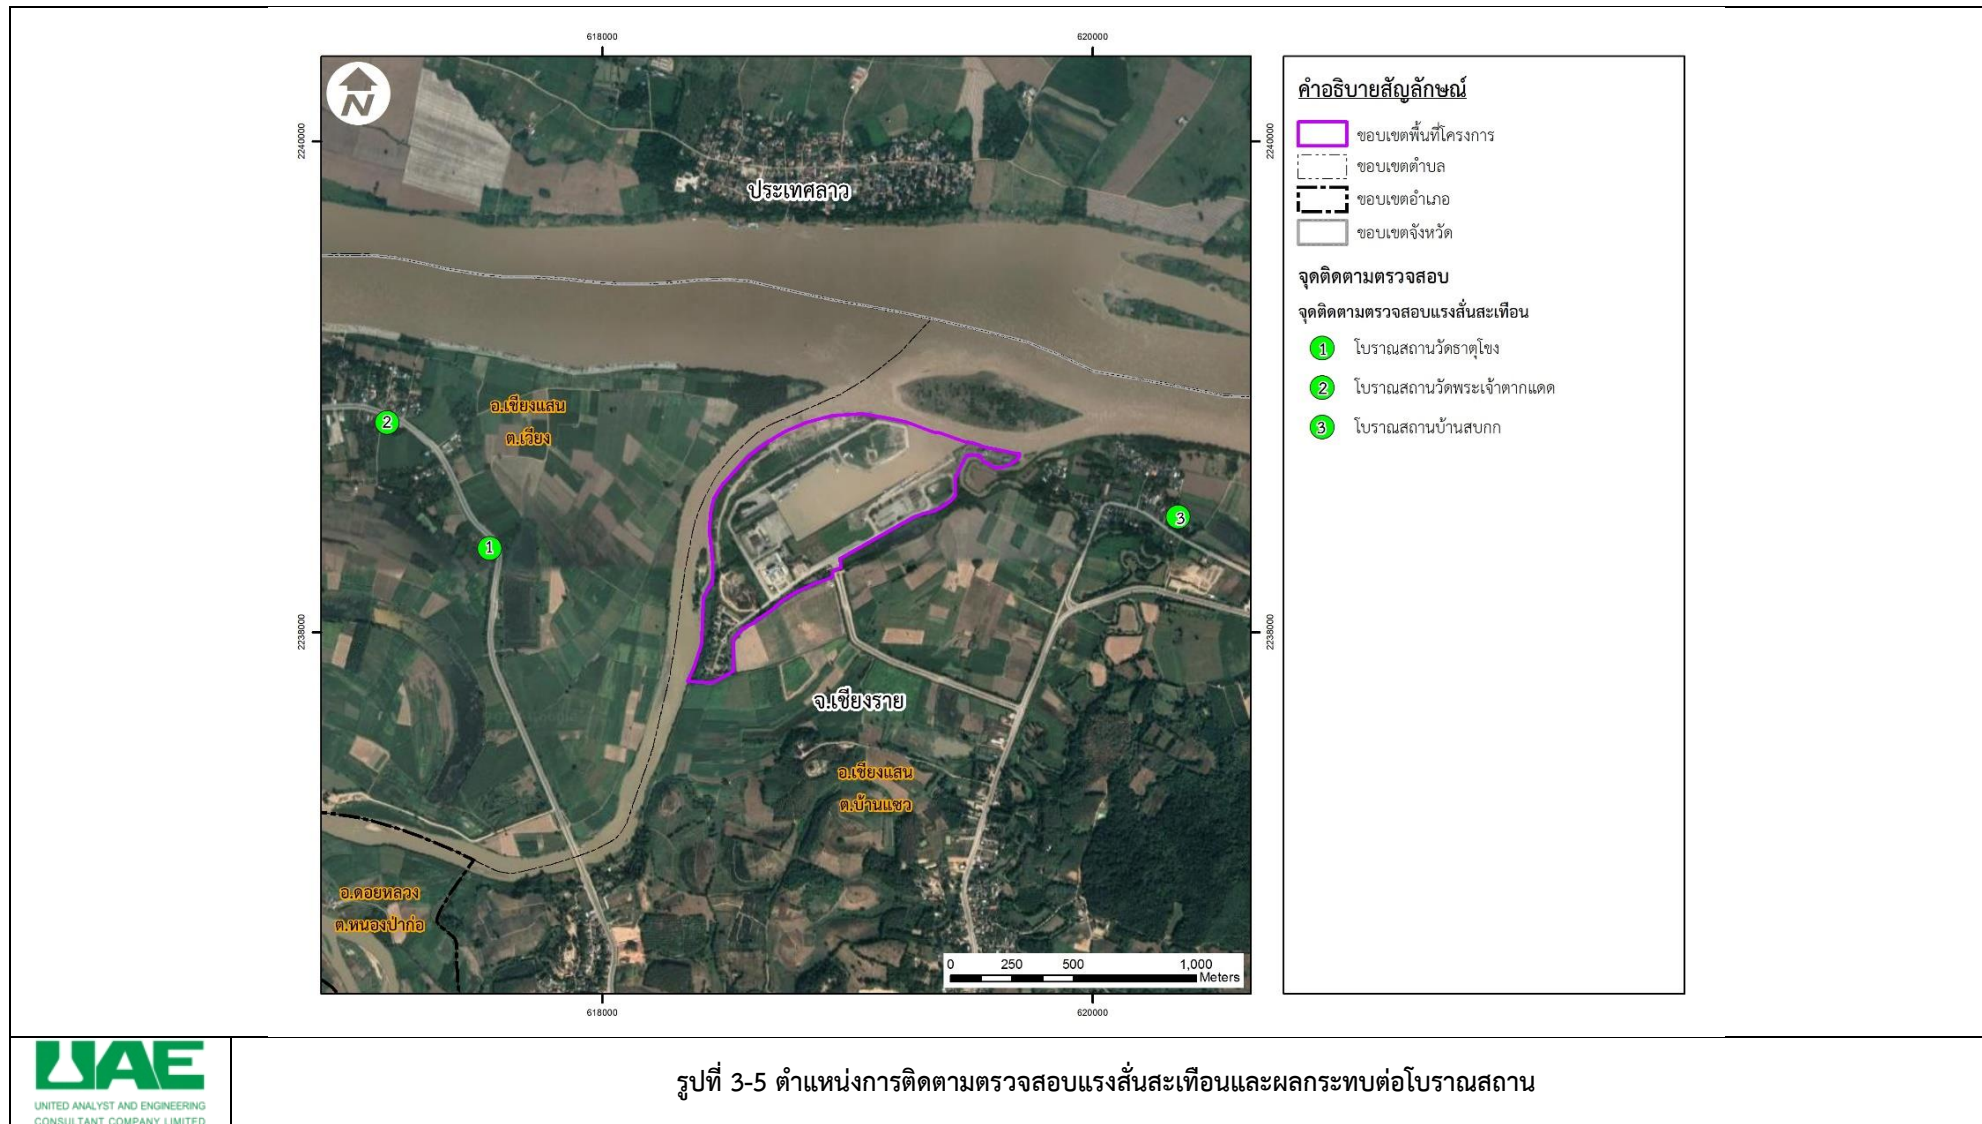 618000
620000
N
2240000
2240000
ประเทศลาว
อ.เชียงแสน
ต.เวียง
2
1
3
2238000
2238000
จ.เชียงราย
อ.เชียงแสน
ต.บ้านแซว
อ.ดอยหลวง
ต.หนองป่าก่อ
0 250 500 1,000
Meters
618000
620000
คำอธิบายสัญลักษณ์
ขอบเขตพื้นที่โครงการ
ขอบเขตตำบล
ขอบเขตอำเภอ
ขอบเขตจังหวัด
จุดติดตามตรวจสอบ
จุดติดตามตรวจสอบแรงสั่นสะเทือน
1 โบราณสถานวัดธาตุโขง
2 โบราณสถานวัดพระเจ้าตากแดด
3 โบราณสถานบ้านสบกก
UAE
UNITED ANALYST AND ENGINEERING
CONSULTANT COMPANY LIMITED
รูปที่ 3-5 ตำแหน่งการติดตามตรวจสอบแรงสั่นสะเทือนและผลกระทบต่อโบราณสถาน